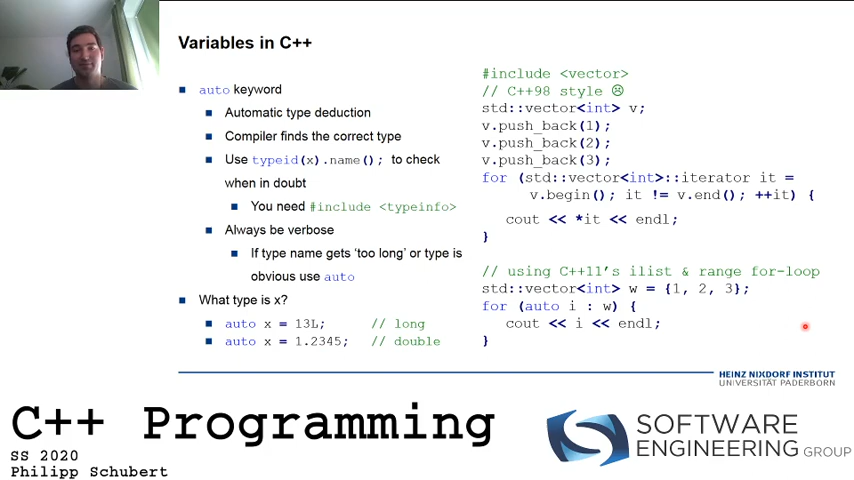 Variables in C++
auto keyword
Automatic type deduction
Compiler finds the correct type
Use typeid(x).name(); to check
when in doubt
You need #include <typeinfo>
Always be verbose
If type name gets ‘too long’ or type is
obvious use auto
What type is x?
auto x = 13L; // long
auto x = 1.2345; // double
#include <vector>
// C++98 style ☹
std::vector<int> v;
v.push_back(1);
v.push_back(2);
v.push_back(3);
for (std::vector<int>::iterator it =
v.begin(); it != v.end(); ++it) {
cout << *it << endl;
}
// using C++11’s ilist & range for-loop
std::vector<int> w = {1, 2, 3};
for (auto i : w) {
cout << i << endl;
}
HEINZ NIXDORF INSTITUT
UNIVERSITÄT PADERBORN
C++ Programming
SS 2020
Philipp Schubert
SOFTWARE
ENGINEERING GROUP